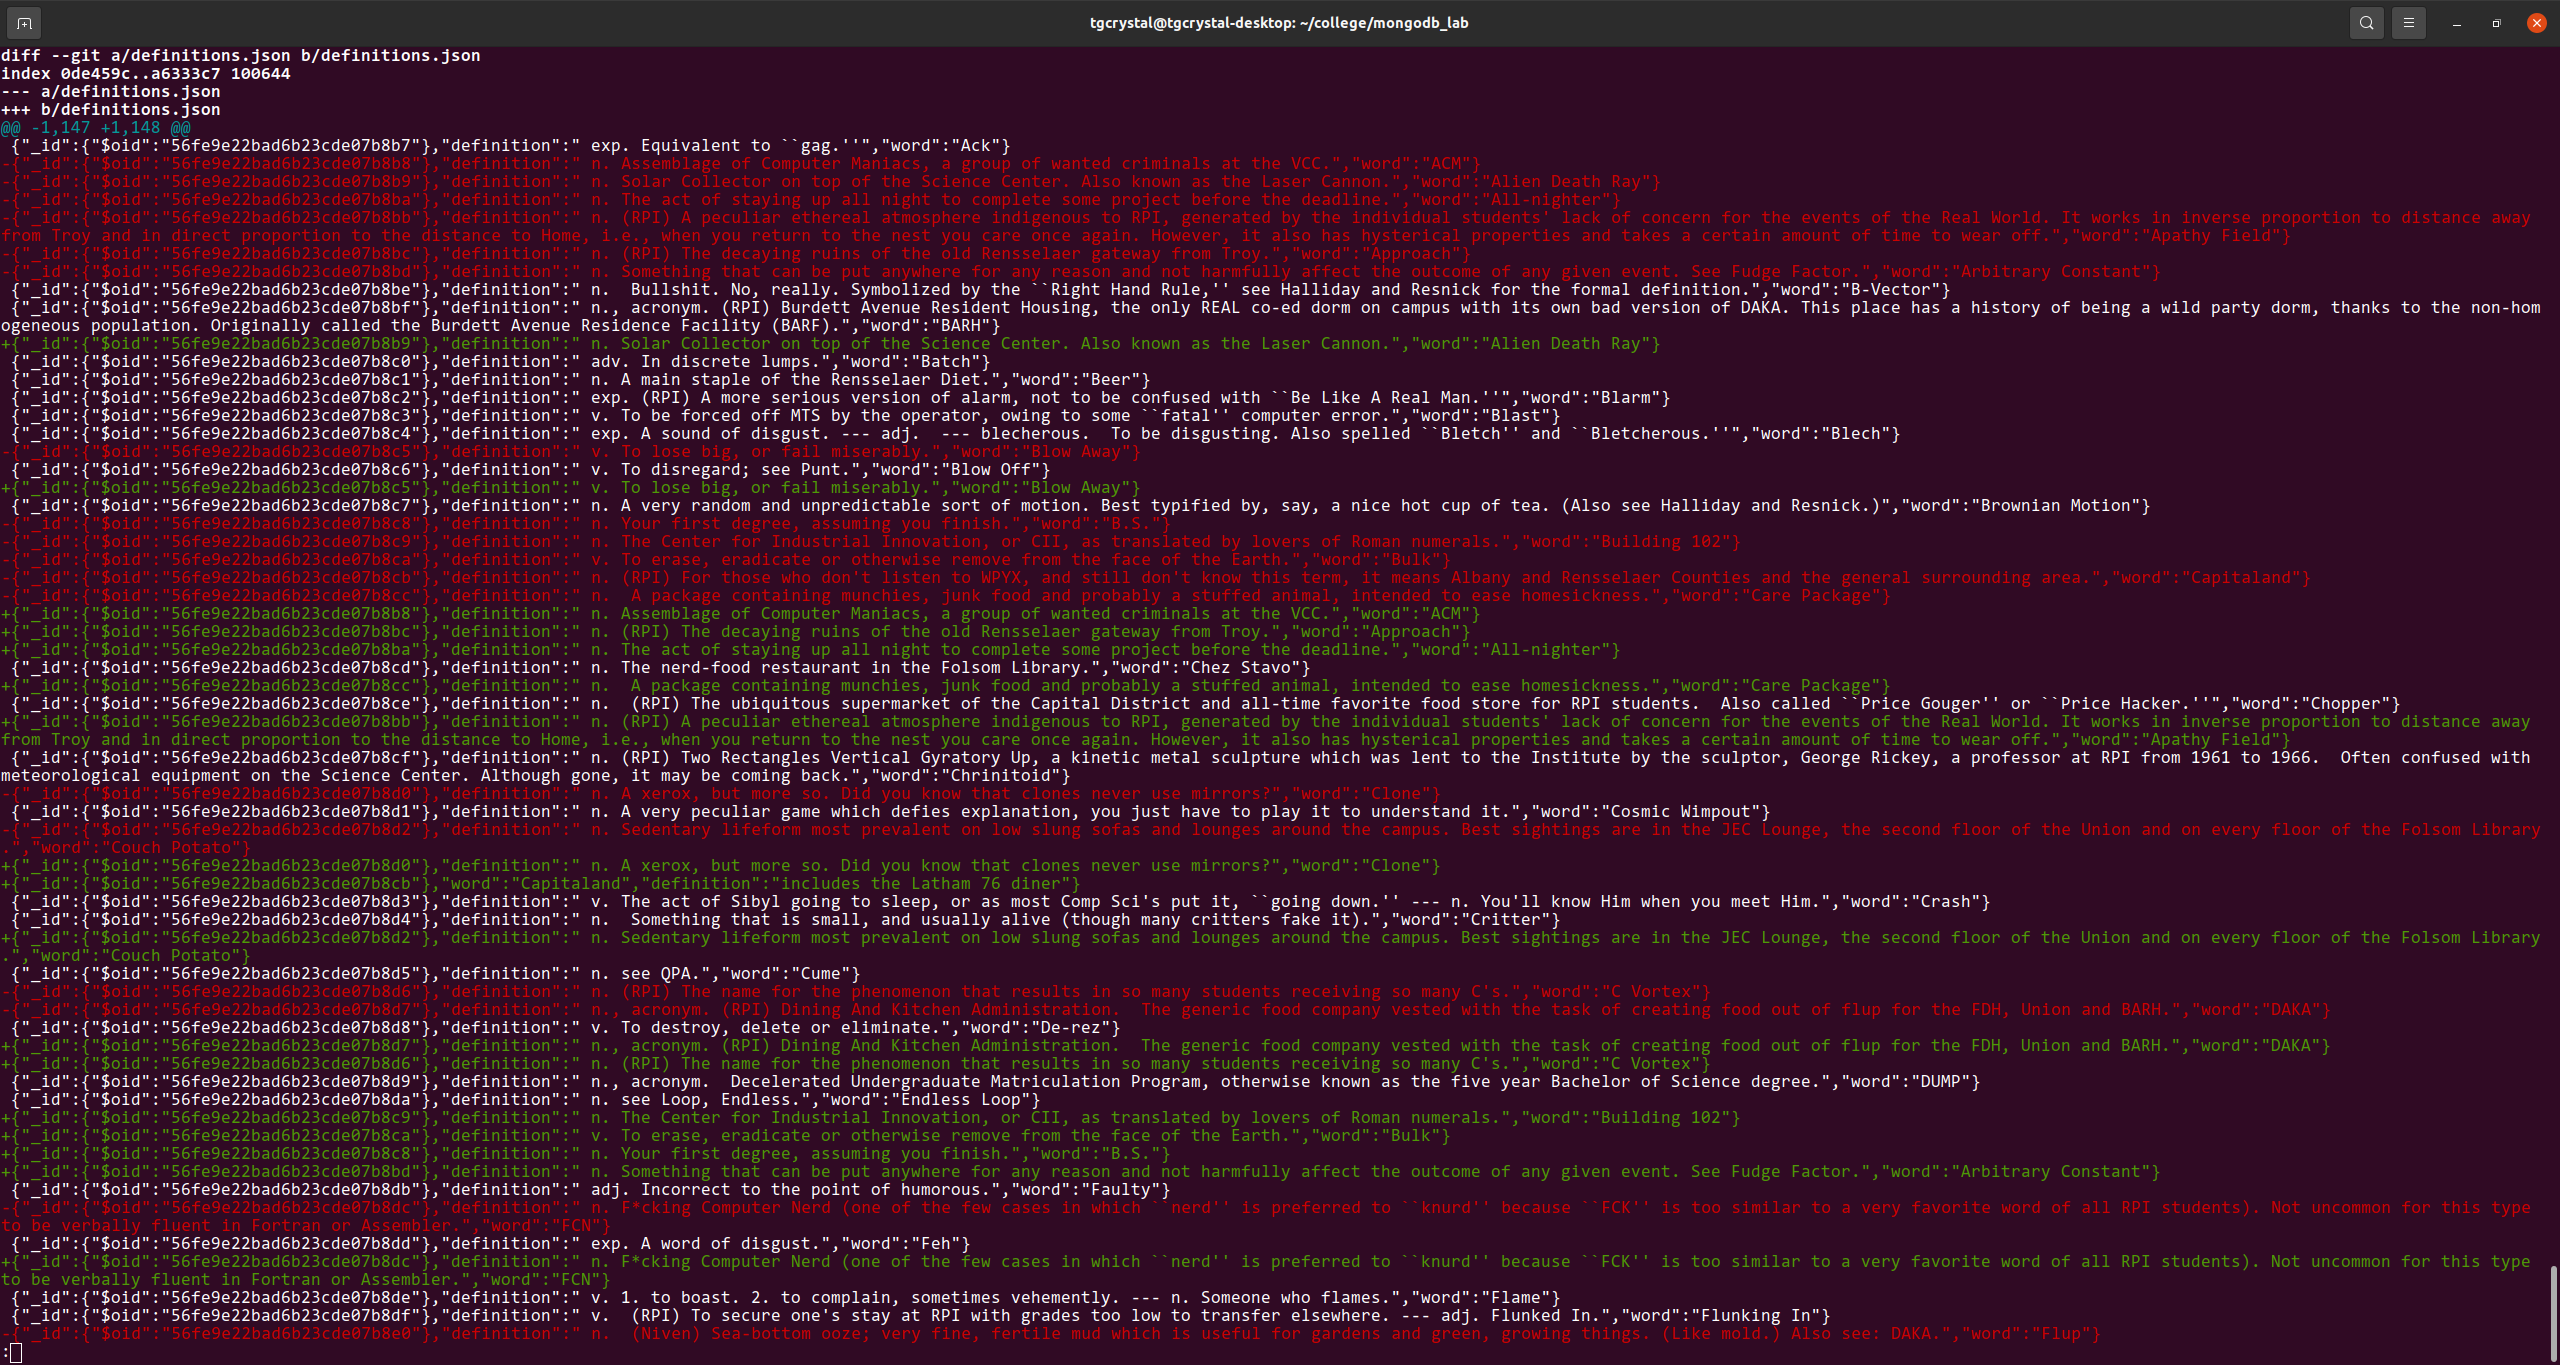 tgcrystal@tgcrystal-desktop: ~/college/mongodb_lab
diff --git a/definitions.json b/definitions.json
index 0de459c..a6333c7 100644
--- a/definitions.json
+++ b/definitions.json
@@ -1,147 +1,148 @@
 {"_id":{"$oid":"56fe9e22bad6b23cde07b8b7"},"definition":" exp. Equivalent to ``gag.''","word":"Ack"}
-{"_id":{"$oid":"56fe9e22bad6b23cde07b8b8"},"definition":" n. Assemblage of Computer Maniacs, a group of wanted criminals at the VCC.","word":"ACM"}
-{"_id":{"$oid":"56fe9e22bad6b23cde07b8b9"},"definition":" n. Solar Collector on top of the Science Center. Also known as the Laser Cannon.","word":"Alien Death Ray"}
-{"_id":{"$oid":"56fe9e22bad6b23cde07b8ba"},"definition":" n. The act of staying up all night to complete some project before the deadline.","word":"All-nighter"}
-{"_id":{"$oid":"56fe9e22bad6b23cde07b8bb"},"definition":" n. (RPI) A peculiar ethereal atmosphere indigenous to RPI, generated by the individual students' lack of concern for the events of the Real World. It works in inverse proportion to distance away
from Troy and in direct proportion to the distance to Home, i.e., when you return to the nest you care once again. However, it also has hysterical properties and takes a certain amount of time to wear off.","word":"Apathy Field"}
-{"_id":{"$oid":"56fe9e22bad6b23cde07b8bc"},"definition":" n. (RPI) The decaying ruins of the old Rensselaer gateway from Troy.","word":"Approach"}
-{"_id":{"$oid":"56fe9e22bad6b23cde07b8bd"},"definition":" n. Something that can be put anywhere for any reason and not harmfully affect the outcome of any given event. See Fudge Factor.","word":"Arbitrary Constant"}
 {"_id":{"$oid":"56fe9e22bad6b23cde07b8be"},"definition":" n.  Bullshit. No, really. Symbolized by the ``Right Hand Rule,'' see Halliday and Resnick for the formal definition.","word":"B-Vector"}
 {"_id":{"$oid":"56fe9e22bad6b23cde07b8bf"},"definition":" n., acronym. (RPI) Burdett Avenue Resident Housing, the only REAL co-ed dorm on campus with its own bad version of DAKA. This place has a history of being a wild party dorm, thanks to the non-hom
ogeneous population. Originally called the Burdett Avenue Residence Facility (BARF).","word":"BARH"}
+{"_id":{"$oid":"56fe9e22bad6b23cde07b8b9"},"definition":" n. Solar Collector on top of the Science Center. Also known as the Laser Cannon.","word":"Alien Death Ray"}
 {"_id":{"$oid":"56fe9e22bad6b23cde07b8c0"},"definition":" adv. In discrete lumps.","word":"Batch"}
 {"_id":{"$oid":"56fe9e22bad6b23cde07b8c1"},"definition":" n. A main staple of the Rensselaer Diet.","word":"Beer"}
 {"_id":{"$oid":"56fe9e22bad6b23cde07b8c2"},"definition":" exp. (RPI) A more serious version of alarm, not to be confused with ``Be Like A Real Man.''","word":"Blarm"}
 {"_id":{"$oid":"56fe9e22bad6b23cde07b8c3"},"definition":" v. To be forced off MTS by the operator, owing to some ``fatal'' computer error.","word":"Blast"}
 {"_id":{"$oid":"56fe9e22bad6b23cde07b8c4"},"definition":" exp. A sound of disgust. --- adj.  --- blecherous.  To be disgusting. Also spelled ``Bletch'' and ``Bletcherous.''","word":"Blech"}
-{"_id":{"$oid":"56fe9e22bad6b23cde07b8c5"},"definition":" v. To lose big, or fail miserably.","word":"Blow Away"}
 {"_id":{"$oid":"56fe9e22bad6b23cde07b8c6"},"definition":" v. To disregard; see Punt.","word":"Blow Off"}
+{"_id":{"$oid":"56fe9e22bad6b23cde07b8c5"},"definition":" v. To lose big, or fail miserably.","word":"Blow Away"}
 {"_id":{"$oid":"56fe9e22bad6b23cde07b8c7"},"definition":" n. A very random and unpredictable sort of motion. Best typified by, say, a nice hot cup of tea. (Also see Halliday and Resnick.)","word":"Brownian Motion"}
-{"_id":{"$oid":"56fe9e22bad6b23cde07b8c8"},"definition":" n. Your first degree, assuming you finish.","word":"B.S."}
-{"_id":{"$oid":"56fe9e22bad6b23cde07b8c9"},"definition":" n. The Center for Industrial Innovation, or CII, as translated by lovers of Roman numerals.","word":"Building 102"}
-{"_id":{"$oid":"56fe9e22bad6b23cde07b8ca"},"definition":" v. To erase, eradicate or otherwise remove from the face of the Earth.","word":"Bulk"}
-{"_id":{"$oid":"56fe9e22bad6b23cde07b8cb"},"definition":" n. (RPI) For those who don't listen to WPYX, and still don't know this term, it means Albany and Rensselaer Counties and the general surrounding area.","word":"Capitaland"}
-{"_id":{"$oid":"56fe9e22bad6b23cde07b8cc"},"definition":" n.  A package containing munchies, junk food and probably a stuffed animal, intended to ease homesickness.","word":"Care Package"}
+{"_id":{"$oid":"56fe9e22bad6b23cde07b8b8"},"definition":" n. Assemblage of Computer Maniacs, a group of wanted criminals at the VCC.","word":"ACM"}
+{"_id":{"$oid":"56fe9e22bad6b23cde07b8bc"},"definition":" n. (RPI) The decaying ruins of the old Rensselaer gateway from Troy.","word":"Approach"}
+{"_id":{"$oid":"56fe9e22bad6b23cde07b8ba"},"definition":" n. The act of staying up all night to complete some project before the deadline.","word":"All-nighter"}
 {"_id":{"$oid":"56fe9e22bad6b23cde07b8cd"},"definition":" n. The nerd-food restaurant in the Folsom Library.","word":"Chez Stavo"}
+{"_id":{"$oid":"56fe9e22bad6b23cde07b8cc"},"definition":" n.  A package containing munchies, junk food and probably a stuffed animal, intended to ease homesickness.","word":"Care Package"}
 {"_id":{"$oid":"56fe9e22bad6b23cde07b8ce"},"definition":" n.  (RPI) The ubiquitous supermarket of the Capital District and all-time favorite food store for RPI students.  Also called ``Price Gouger'' or ``Price Hacker.''","word":"Chopper"}
+{"_id":{"$oid":"56fe9e22bad6b23cde07b8bb"},"definition":" n. (RPI) A peculiar ethereal atmosphere indigenous to RPI, generated by the individual students' lack of concern for the events of the Real World. It works in inverse proportion to distance away
from Troy and in direct proportion to the distance to Home, i.e., when you return to the nest you care once again. However, it also has hysterical properties and takes a certain amount of time to wear off.","word":"Apathy Field"}
 {"_id":{"$oid":"56fe9e22bad6b23cde07b8cf"},"definition":" n. (RPI) Two Rectangles Vertical Gyratory Up, a kinetic metal sculpture which was lent to the Institute by the sculptor, George Rickey, a professor at RPI from 1961 to 1966.  Often confused with
meteorological equipment on the Science Center. Although gone, it may be coming back.","word":"Chrinitoid"}
-{"_id":{"$oid":"56fe9e22bad6b23cde07b8d0"},"definition":" n. A xerox, but more so. Did you know that clones never use mirrors?","word":"Clone"}
 {"_id":{"$oid":"56fe9e22bad6b23cde07b8d1"},"definition":" n. A very peculiar game which defies explanation, you just have to play it to understand it.","word":"Cosmic Wimpout"}
-{"_id":{"$oid":"56fe9e22bad6b23cde07b8d2"},"definition":" n. Sedentary lifeform most prevalent on low slung sofas and lounges around the campus. Best sightings are in the JEC Lounge, the second floor of the Union and on every floor of the Folsom Library
.","word":"Couch Potato"}
+{"_id":{"$oid":"56fe9e22bad6b23cde07b8d0"},"definition":" n. A xerox, but more so. Did you know that clones never use mirrors?","word":"Clone"}
+{"_id":{"$oid":"56fe9e22bad6b23cde07b8cb"},"word":"Capitaland","definition":"includes the Latham 76 diner"}
 {"_id":{"$oid":"56fe9e22bad6b23cde07b8d3"},"definition":" v. The act of Sibyl going to sleep, or as most Comp Sci's put it, ``going down.'' --- n. You'll know Him when you meet Him.","word":"Crash"}
 {"_id":{"$oid":"56fe9e22bad6b23cde07b8d4"},"definition":" n.  Something that is small, and usually alive (though many critters fake it).","word":"Critter"}
+{"_id":{"$oid":"56fe9e22bad6b23cde07b8d2"},"definition":" n. Sedentary lifeform most prevalent on low slung sofas and lounges around the campus. Best sightings are in the JEC Lounge, the second floor of the Union and on every floor of the Folsom Library
.","word":"Couch Potato"}
 {"_id":{"$oid":"56fe9e22bad6b23cde07b8d5"},"definition":" n. see QPA.","word":"Cume"}
-{"_id":{"$oid":"56fe9e22bad6b23cde07b8d6"},"definition":" n. (RPI) The name for the phenomenon that results in so many students receiving so many C's.","word":"C Vortex"}
-{"_id":{"$oid":"56fe9e22bad6b23cde07b8d7"},"definition":" n., acronym. (RPI) Dining And Kitchen Administration.  The generic food company vested with the task of creating food out of flup for the FDH, Union and BARH.","word":"DAKA"}
 {"_id":{"$oid":"56fe9e22bad6b23cde07b8d8"},"definition":" v. To destroy, delete or eliminate.","word":"De-rez"}
+{"_id":{"$oid":"56fe9e22bad6b23cde07b8d7"},"definition":" n., acronym. (RPI) Dining And Kitchen Administration.  The generic food company vested with the task of creating food out of flup for the FDH, Union and BARH.","word":"DAKA"}
+{"_id":{"$oid":"56fe9e22bad6b23cde07b8d6"},"definition":" n. (RPI) The name for the phenomenon that results in so many students receiving so many C's.","word":"C Vortex"}
 {"_id":{"$oid":"56fe9e22bad6b23cde07b8d9"},"definition":" n., acronym.  Decelerated Undergraduate Matriculation Program, otherwise known as the five year Bachelor of Science degree.","word":"DUMP"}
 {"_id":{"$oid":"56fe9e22bad6b23cde07b8da"},"definition":" n. see Loop, Endless.","word":"Endless Loop"}
+{"_id":{"$oid":"56fe9e22bad6b23cde07b8c9"},"definition":" n. The Center for Industrial Innovation, or CII, as translated by lovers of Roman numerals.","word":"Building 102"}
+{"_id":{"$oid":"56fe9e22bad6b23cde07b8ca"},"definition":" v. To erase, eradicate or otherwise remove from the face of the Earth.","word":"Bulk"}
+{"_id":{"$oid":"56fe9e22bad6b23cde07b8c8"},"definition":" n. Your first degree, assuming you finish.","word":"B.S."}
+{"_id":{"$oid":"56fe9e22bad6b23cde07b8bd"},"definition":" n. Something that can be put anywhere for any reason and not harmfully affect the outcome of any given event. See Fudge Factor.","word":"Arbitrary Constant"}
 {"_id":{"$oid":"56fe9e22bad6b23cde07b8db"},"definition":" adj. Incorrect to the point of humorous.","word":"Faulty"}
-{"_id":{"$oid":"56fe9e22bad6b23cde07b8dc"},"definition":" n. F*cking Computer Nerd (one of the few cases in which ``nerd'' is preferred to ``knurd'' because ``FCK'' is too similar to a very favorite word of all RPI students). Not uncommon for this type
to be verbally fluent in Fortran or Assembler.","word":"FCN"}
 {"_id":{"$oid":"56fe9e22bad6b23cde07b8dd"},"definition":" exp. A word of disgust.","word":"Feh"}
+{"_id":{"$oid":"56fe9e22bad6b23cde07b8dc"},"definition":" n. F*cking Computer Nerd (one of the few cases in which ``nerd'' is preferred to ``knurd'' because ``FCK'' is too similar to a very favorite word of all RPI students). Not uncommon for this type
to be verbally fluent in Fortran or Assembler.","word":"FCN"}
 {"_id":{"$oid":"56fe9e22bad6b23cde07b8de"},"definition":" v. 1. to boast. 2. to complain, sometimes vehemently. --- n. Someone who flames.","word":"Flame"}
 {"_id":{"$oid":"56fe9e22bad6b23cde07b8df"},"definition":" v.  (RPI) To secure one's stay at RPI with grades too low to transfer elsewhere. --- adj. Flunked In.","word":"Flunking In"}
-{"_id":{"$oid":"56fe9e22bad6b23cde07b8e0"},"definition":" n.  (Niven) Sea-bottom ooze; very fine, fertile mud which is useful for gardens and green, growing things. (Like mold.) Also see: DAKA.","word":"Flup"}
: